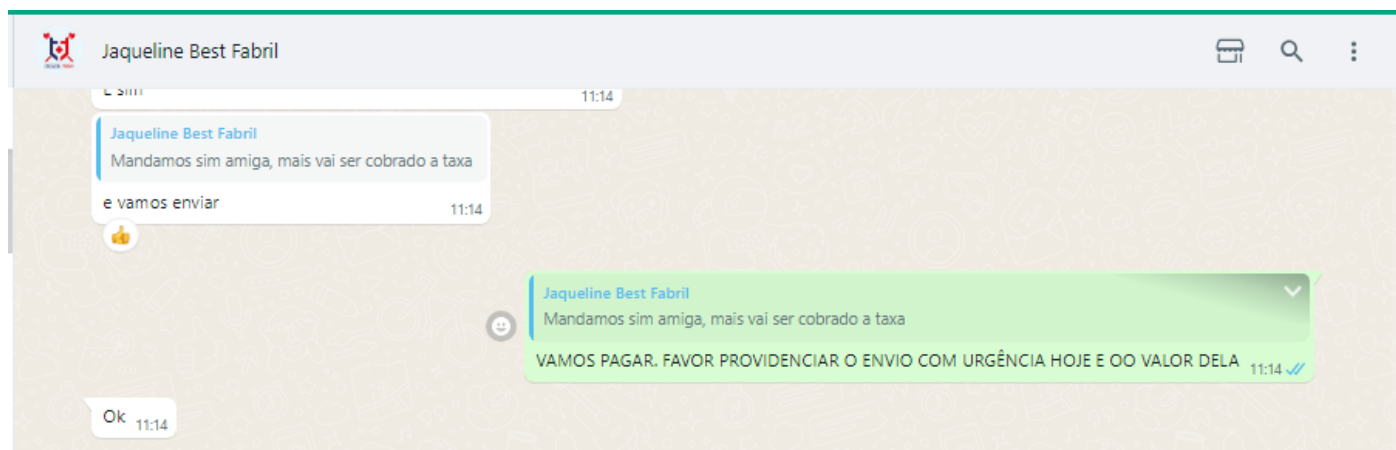 Jaqueline Best Fabril
E sim
11:14
Jaqueline Best Fabril
Mandamos sim amiga, mais vai ser cobrado a taxa
e vamos enviar
11:14
Jaqueline Best Fabril
Mandamos sim amiga, mais vai ser cobrado a taxa
VAMOS PAGAR. FAVOR PROVIDENCIAR O ENVIO COM URGÊNCIA HOJE E OO VALOR DELA 11:14
Ok 11:14